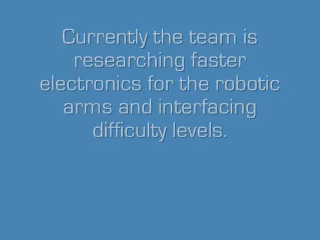 Currently the team is
researching faster
electronics for the robotic
arms and interfacing
difficulty levels.